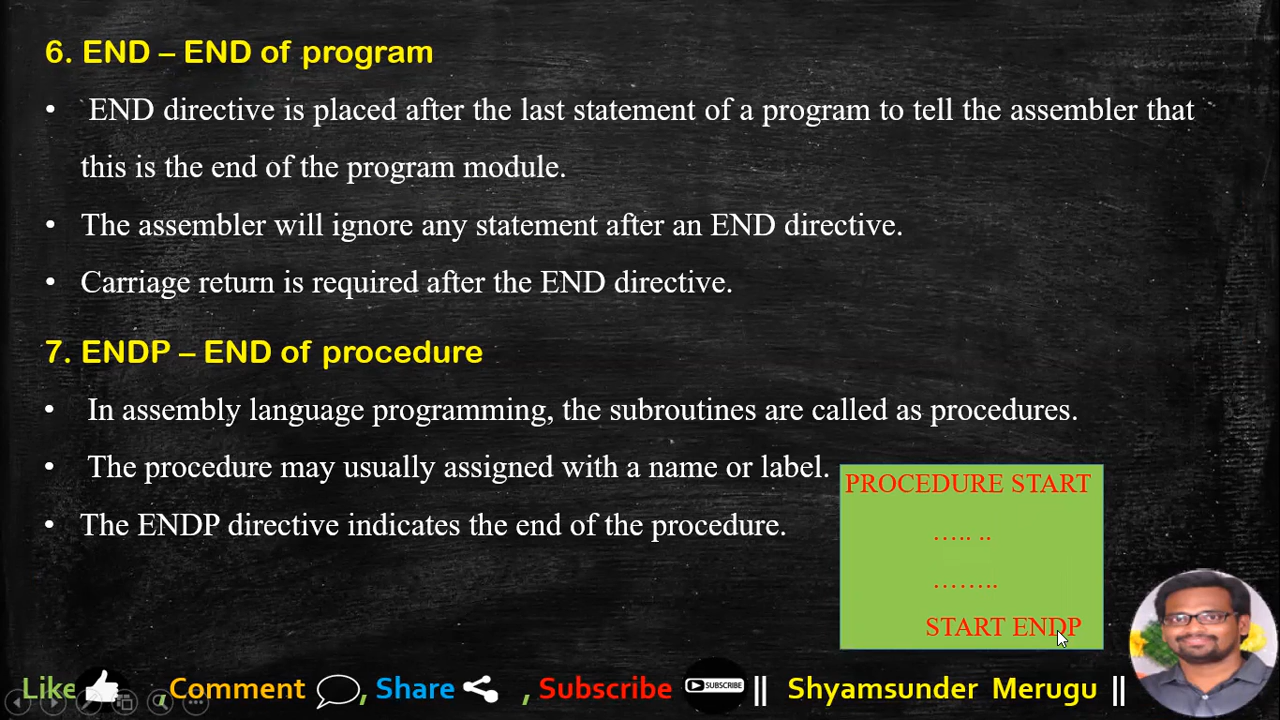 6. END – END of program
• END directive is placed after the last statement of a program to tell the assembler that
this is the end of the program module.
• The assembler will ignore any statement after an END directive.
• Carriage return is required after the END directive.
7. ENDP – END of procedure
• In assembly language programming, the subroutines are called as procedures.
• The procedure may usually assigned with a name or label.
• The ENDP directive indicates the end of the procedure.
PROCEDURE START
….. ..
……..
START ENDP
Like , Comment , Share , Subscribe SUBSCRIBE || Shyamsunder Merugu ||